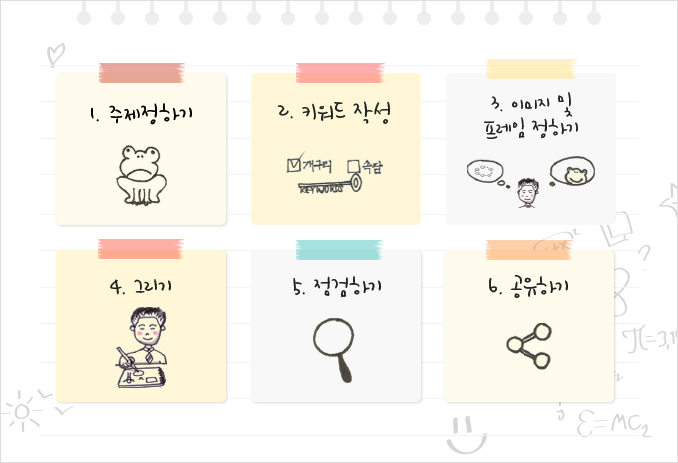 1. 주제정하기
2. 키워드 작성
3. 이미지 및
프레임 정하기
개구리
속담
KEYWORDS
4. 그리기
5. 점검하기
6. 공유하기
π=3,1
E=MC2
?